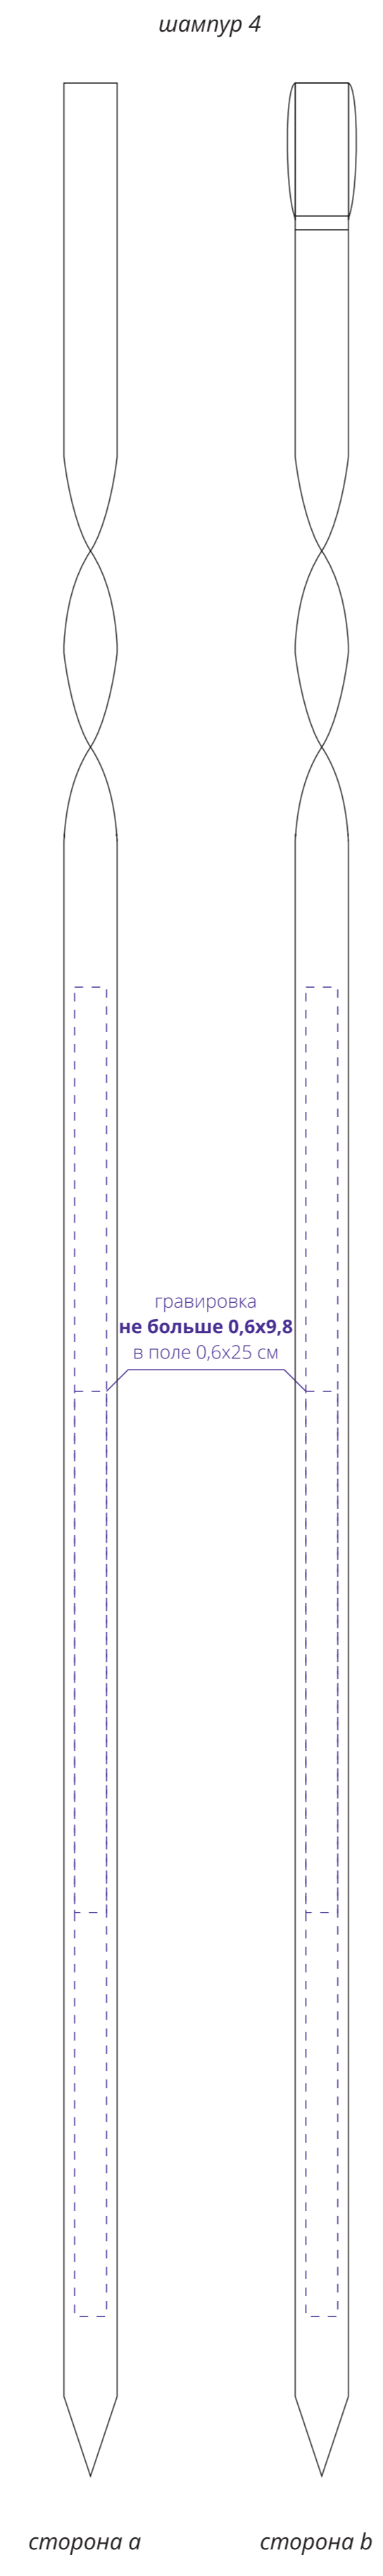 шампур 4
гравировка
не больше 0,6х9,8
в поле 0,6х25 см
сторона a
сторона b